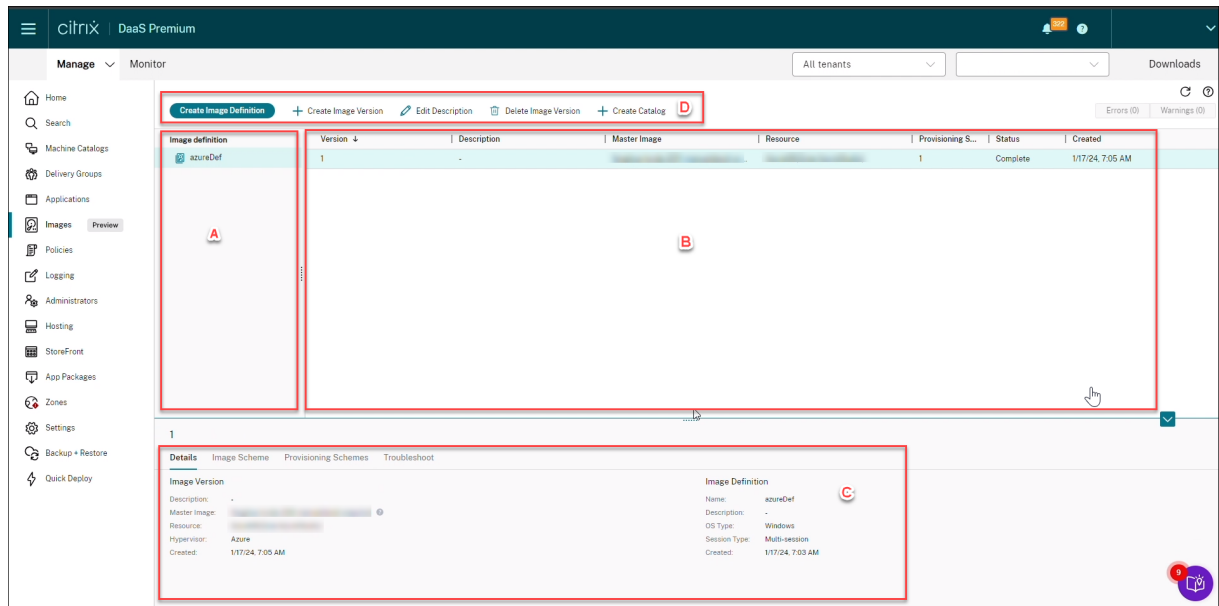 citrix | DaaS Premium
322
Manage Monitor All tenants Downloads
Home
Search
Machine Catalogs
Delivery Groups
Applications
Images Preview
Policies
Logging
Administrators
Hosting
StoreFront
App Packages
Zones
Settings
Backup + Restore
Quick Deploy
Create Image Definition + Create Image Version Edit Description Delete Image Version + Create Catalog D
Errors (0) Warnings (0)
Image definition
azureDef
A
Version ↓ Description Master Image Resource Provisioning S... Status Created
1 - 1 Complete 1/17/24, 7:05 AM
B
1
Details Image Scheme Provisioning Schemes Troubleshoot
Image Version
Description: -
Master Image:
Resource:
Hypervisor: Azure
Created: 1/17/24, 7:05 AM
Image Definition
Name: azureDef
Description: -
OS Type: Windows
Session Type: Multi-session
Created: 1/17/24, 7:03 AM
C
9